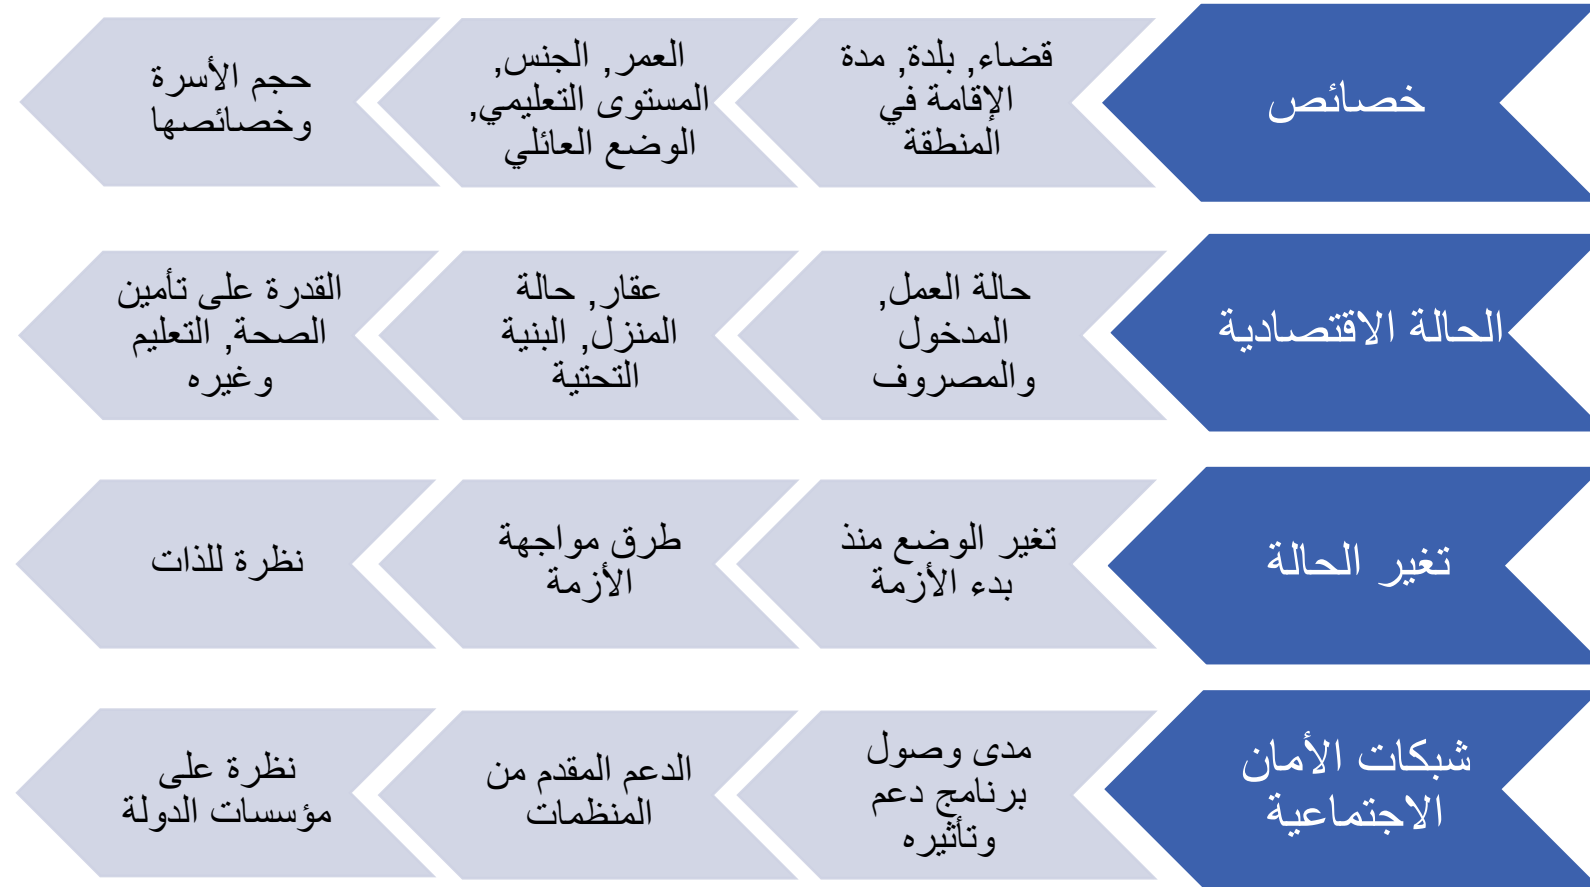 خصائص
قضاء, بلدة, مدة
الإقامة في
المنطقة
العمر, الجنس,
المستوى التعليمي,
الوضع العائلي
حجم الأسرة
وخصائصها
الحالة الاقتصادية
حالة العمل,
المدخول
والمصروف
عقار, حالة
المنزل, البنية
التحتية
القدرة على تأمين
الصحة, التعليم
وغيره
تغير الحالة
تغير الوضع منذ
بدء الأزمة
طرق مواجهة
الأزمة
نظرة للذات
شبكات الأمان
الاجتماعية
مدى وصول
برنامج دعم
وتأثيره
الدعم المقدم من
المنظمات
نظرة على
مؤسسات الدولة